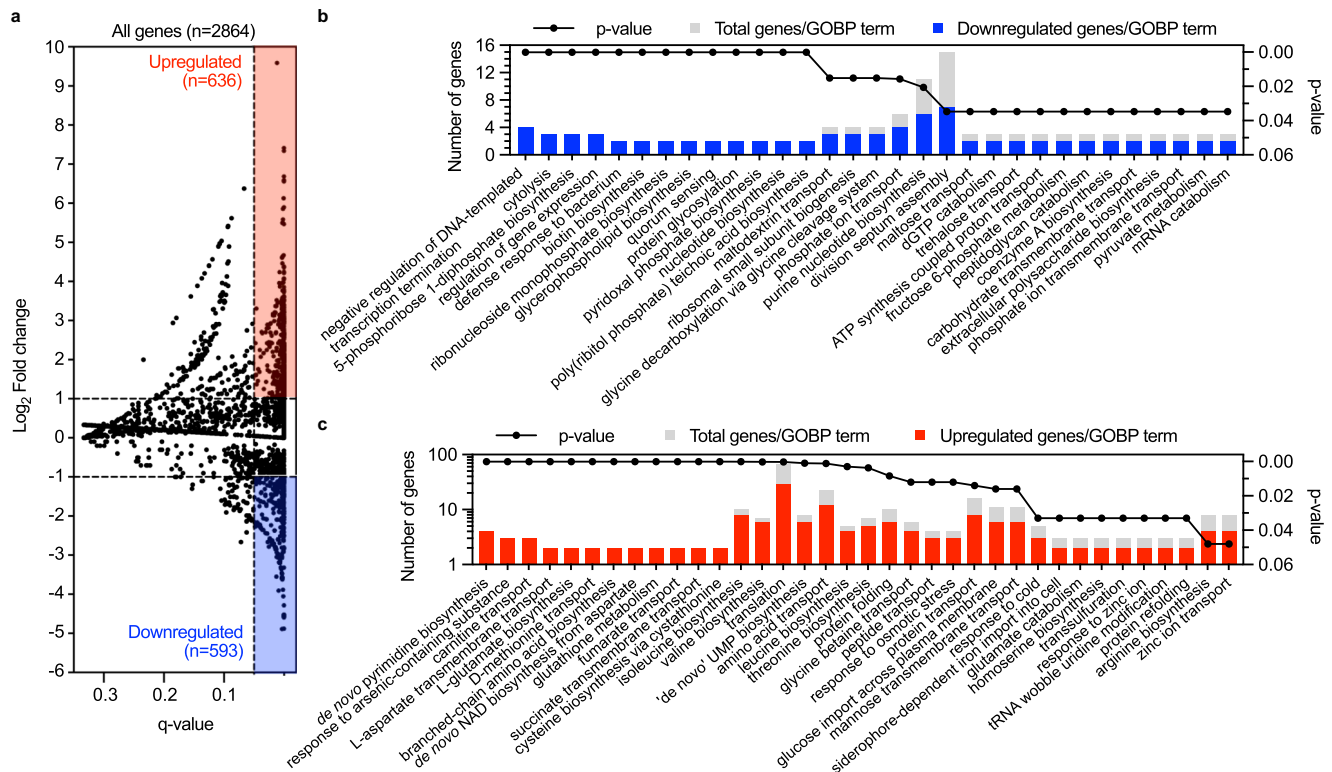 a
All genes (n=2864)
10
9
8
7
6
5
4
3
2
1
0
-1
-2
-3
-4
-5
-6
Log2 Fold change
Upregulated
(n=636)
Downregulated
(n=593)
0.3
0.2
0.1
q-value
b
p-value
Total genes/GOBP term
Downregulated genes/GOBP term
16
12
8
4
0
Number of genes
0.00
0.02
0.04
0.06
p-value
negative regulation of DNA-templated
transcription termination
cytolysis
5-phosphoribose 1-diphosphate biosynthesis
regulation of gene expression
defense response to bacterium
biotin biosynthesis
ribonucleoside monophosphate biosynthesis
glycerophospholipid biosynthesis
quorum sensing
protein glycosylation
pyridoxal phosphate biosynthesis
nucleotide biosynthesis
poly(ribitol phosphate) teichoic acid biosynthesis
maltodextrin transport
ribosomal small subunit biogenesis
glycine decarboxylation via glycine cleavage system
phosphate ion transport
purine nucleotide biosynthesis
division septum assembly
maltose transport
dGTP catabolism
trehalose transport
ATP synthesis coupled proton transport
fructose 6-phosphate metabolism
peptidoglycan catabolism
coenzyme A biosynthesis
carbohydrate transmembrane transport
extracellular polysaccharide biosynthesis
phosphate ion transmembrane transport
pyruvate metabolism
mRNA catabolism
c
p-value
Total genes/GOBP term
Upregulated genes/GOBP term
100
10
1
Number of genes
0.00
0.02
0.04
0.06
p-value
de novo pyrimidine biosynthesis
response to arsenic-containing substance
carnitine transport
L-aspartate transmembrane transport
L-glutamate biosynthesis
D-methionine transport
branched-chain amino acid biosynthesis
de novo NAD biosynthesis from aspartate
glutathione metabolism
fumarate transport
succinate transmembrane transport
cysteine biosynthesis via cystathionine
isoleucine biosynthesis
valine biosynthesis
translation
'de novo' UMP biosynthesis
amino acid transport
leucine biosynthesis
threonine biosynthesis
protein folding
glycine betaine transport
peptide transport
response to osmotic stress
protein transport
glucose import across plasma membrane
mannose transmembrane transport
response to cold
siderophore-dependent iron import into cell
glutamate catabolism
homoserine biosynthesis
transsulfuration
response to zinc ion
tRNA wobble uridine modification
protein refolding
arginine biosynthesis
zinc ion transport